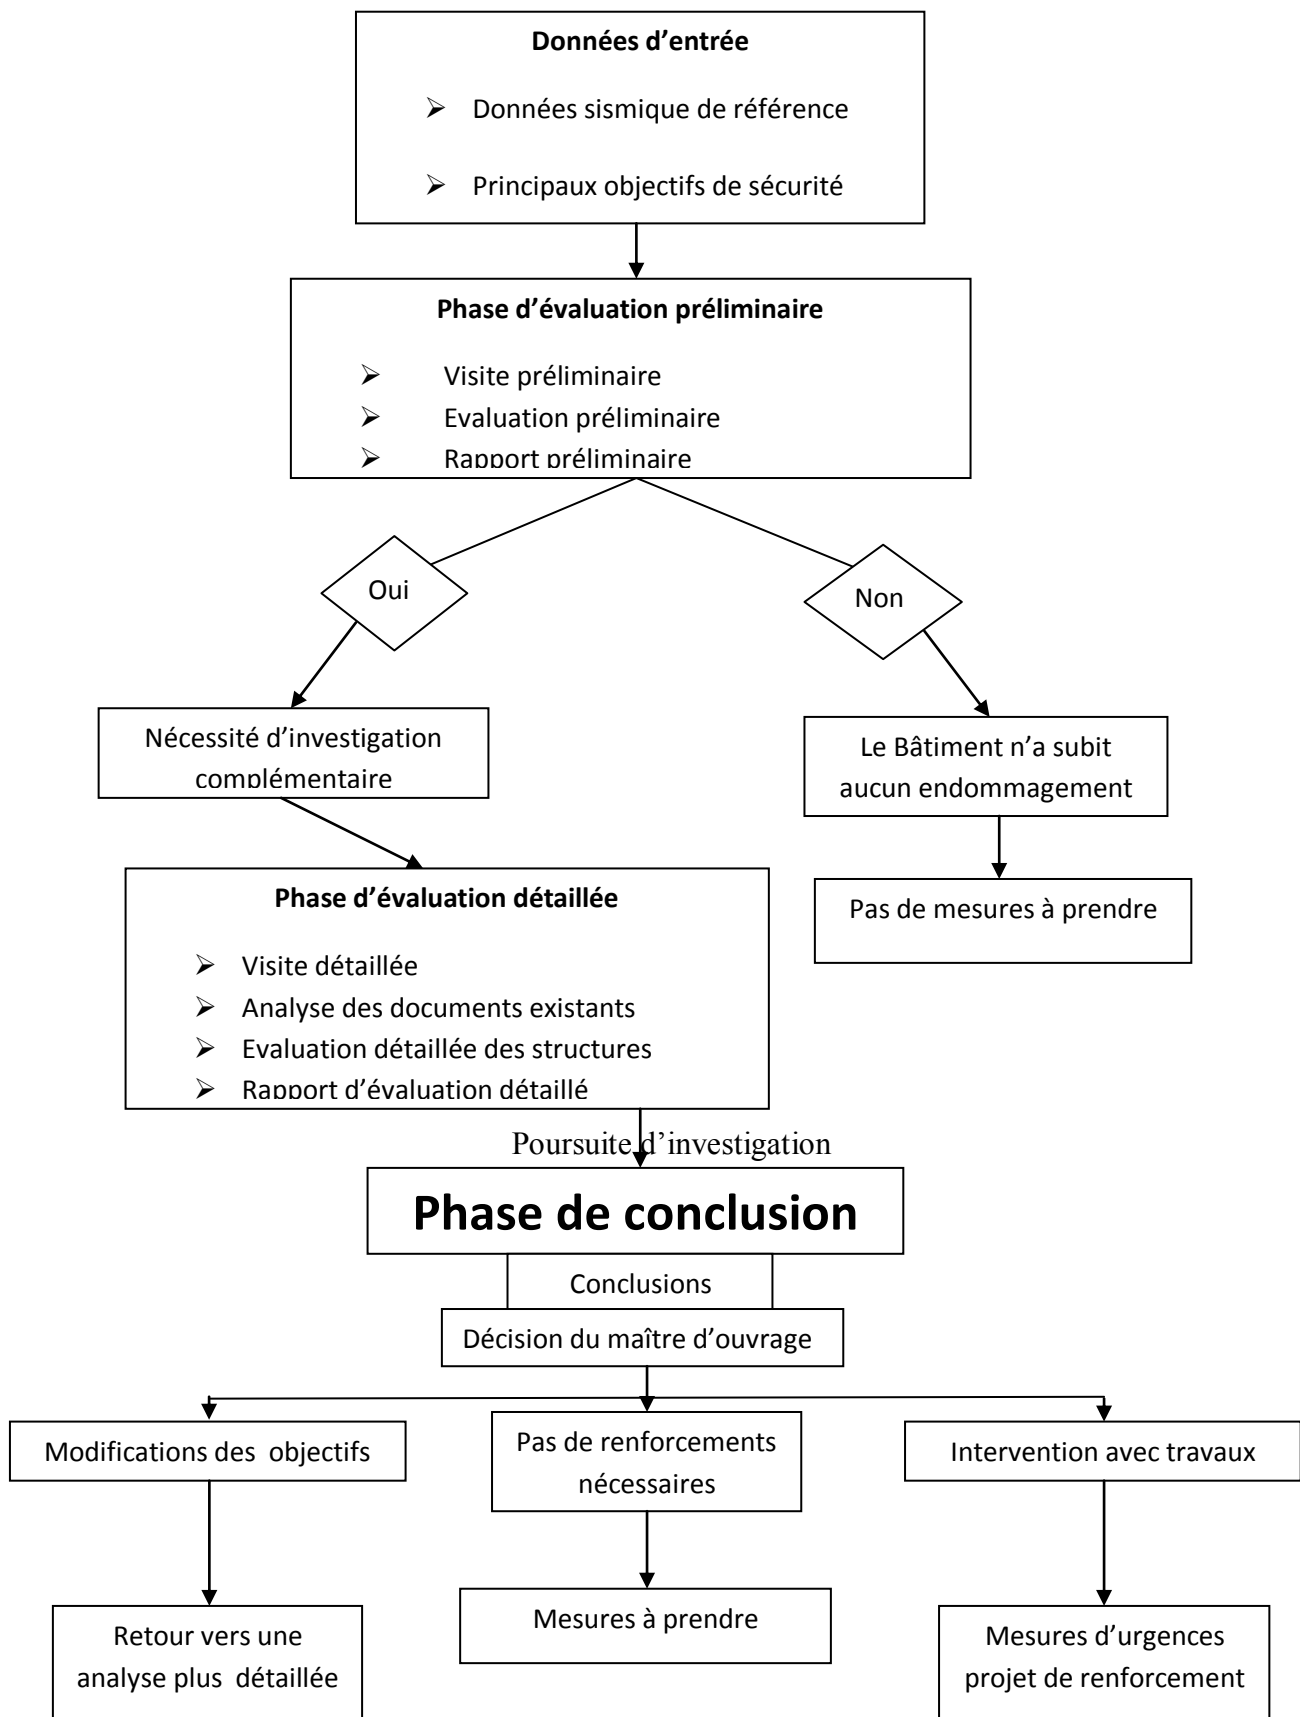 Données d’entrée
➢ Données sismique de référence
➢ Principaux objectifs de sécurité
Phase d’évaluation préliminaire
➢ Visite préliminaire
➢ Evaluation préliminaire
➢ Rapport préliminaire
Oui
Non
Nécessité d’investigation
complémentaire
Le Bâtiment n’a subit
aucun endommagement
Pas de mesures à prendre
Phase d’évaluation détaillée
➢ Visite détaillée
➢ Analyse des documents existants
➢ Evaluation détaillée des structures
➢ Rapport d’évaluation détaillé
Poursuite d’investigation
Phase de conclusion
Conclusions
Décision du maître d’ouvrage
Modifications des objectifs
Pas de renforcements
nécessaires
Intervention avec travaux
Retour vers une
analyse plus détaillée
Mesures à prendre
Mesures d’urgences
projet de renforcement